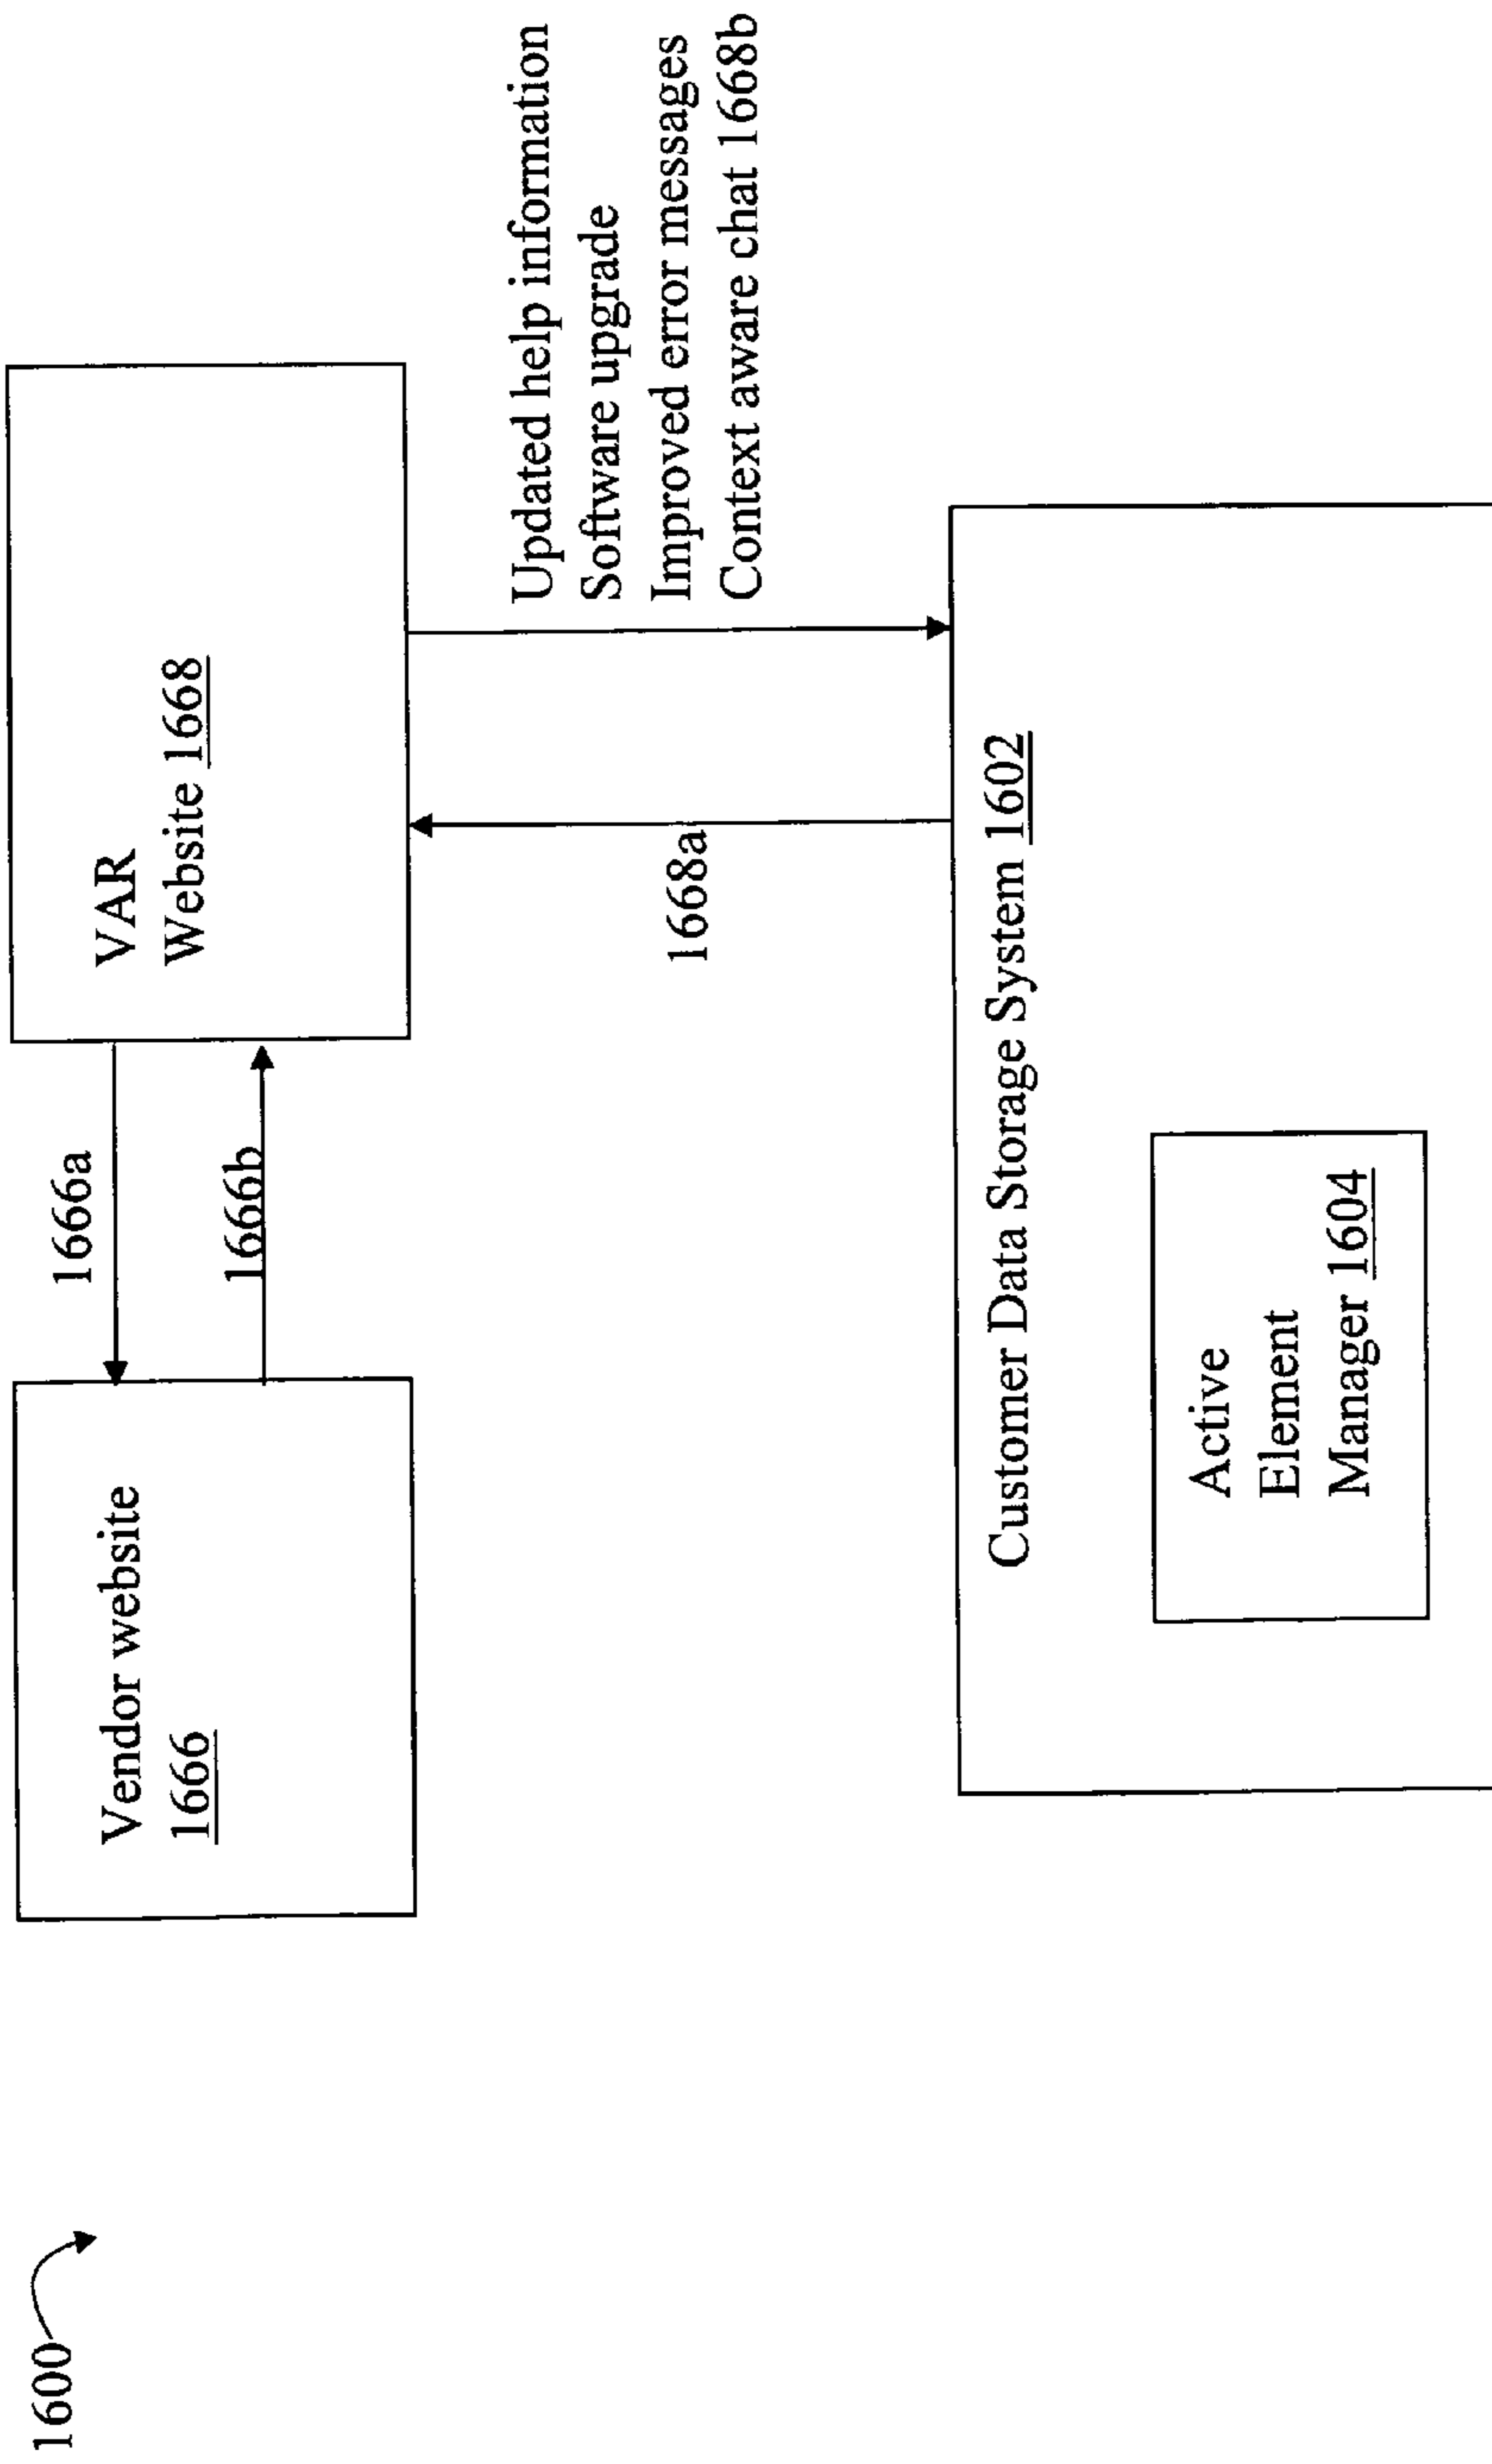 1600
Vendor website
1666
1666a
1666b
VAR
Website 1668
1668a
Updated help information
Software upgrade
Improved error messages
Context aware chat 1668b
Customer Data Storage System 1602
Active
Element
Manager 1604